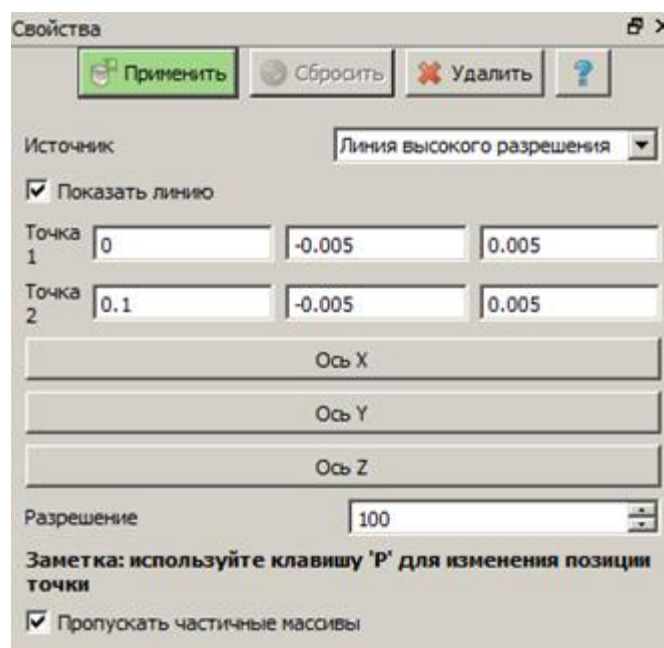 Свойства
Применить Сбросить Удалить ?
Источник Линия высокого разрешения
Показать линию
Точка 1 0 -0.005 0.005
Точка 2 0.1 -0.005 0.005
Ось X
Ось Y
Ось Z
Разрешение 100
Заметка: используйте клавишу 'P' для изменения позиции
точки
Пропускать частичные массивы